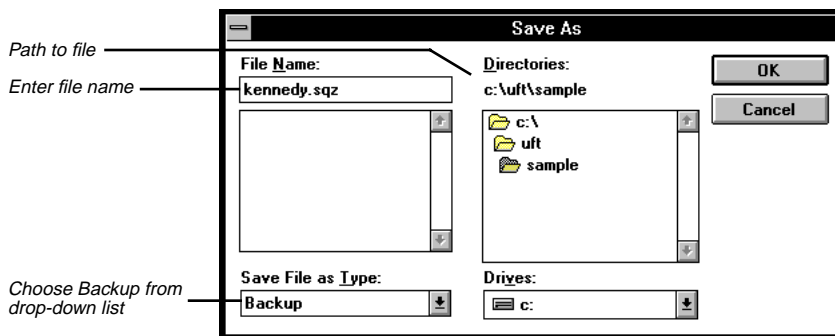 Save As
Path to file
File Name:
Directories:
OK
Enter file name
kennedy.sqz
c:\uft\sample
Cancel
c:\
uft
sample
Save File as Type:
Drives:
Choose Backup from
drop-down list
Backup
c: